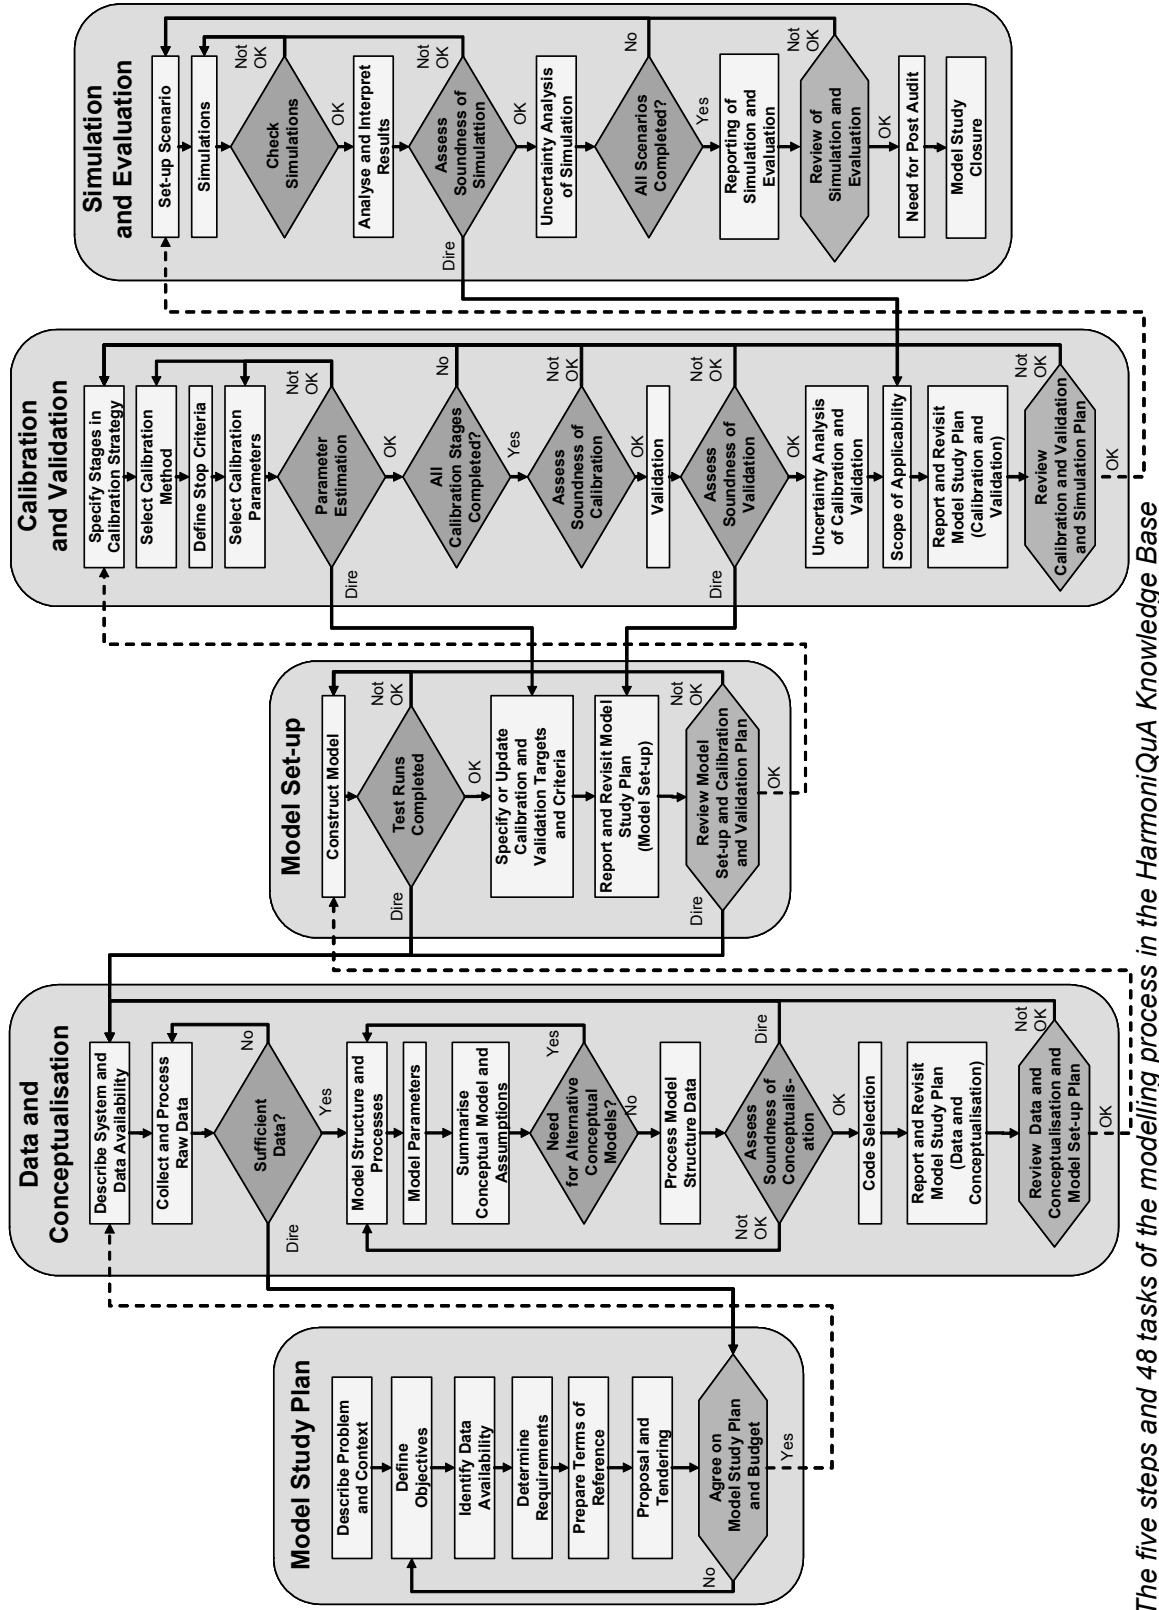 Model Study Plan
Describe Problem
and Context
Define
Objectives
Identify Data
Availability
Determine
Requirements
Prepare Terms of
Reference
Proposal and
Tendering
Agree on
Model Study Plan
and Budget
No
Yes
Data and
Conceptualisation
Describe System and
Data Availability
Collect and Process
Raw Data
No
Sufficient
Data?
Dire
Yes
Model Structure and
Processes
Model Parameters
Summarise
Conceptual Model and
Assumptions
Yes
Need
for Alternative
Conceptual
Models?
No
Process Model
Structure Data
Not
OK
Assess
Soundness of
Conceptualis-
ation
Dire
OK
Code Selection
Report and Revisit
Model Study Plan
(Data and
Conceptualisation)
Not
OK
Review Data and
Conceptualisation and
Model Set-up Plan
OK
Model Set-up
Construct Model
Dire
Test Runs
Completed
Not
OK
OK
Specify or Update
Calibration and
Validation Targets
and Criteria
Report and Revisit Model
Study Plan
(Model Set-up)
Dire
Not
OK
Review Model
Set-up and Calibration
and Validation Plan
OK
Calibration
and Validation
Specify Stages in
Calibration Strategy
Select Calibration
Method
Define Stop Criteria
Select Calibration
Parameters
Not
OK
Parameter
Estimation
Dire
OK
All
Calibration Stages
Completed?
No
Yes
Assess
Soundness of
Calibration
Not
OK
OK
Validation
Assess
Soundness of
Validation
Dire
Not
OK
OK
Uncertainty Analysis
of Calibration and
Validation
Scope of Applicability
Report and Revisit
Model Study Plan
(Calibration and
Validation)
Not
OK
Review
Calibration and Validation
and Simulation Plan
OK
Simulation
and Evaluation
Set-up Scenario
Simulations
Not
OK
Check
Simulations
OK
Analyse and Interpret
Results
Dire
Assess
Soundness of
Simulattion
Not
OK
OK
Uncertainty Analysis
of Simulation
No
All Scenarios
Completed?
Yes
Reporting of
Simulation and
Evaluation
Not
OK
Review of
Simulation and
Evaluation
OK
Need for Post Audit
Model Study
Closure
The five steps and 48 tasks of the modelling process in the HarmoniQuA Knowledge Base